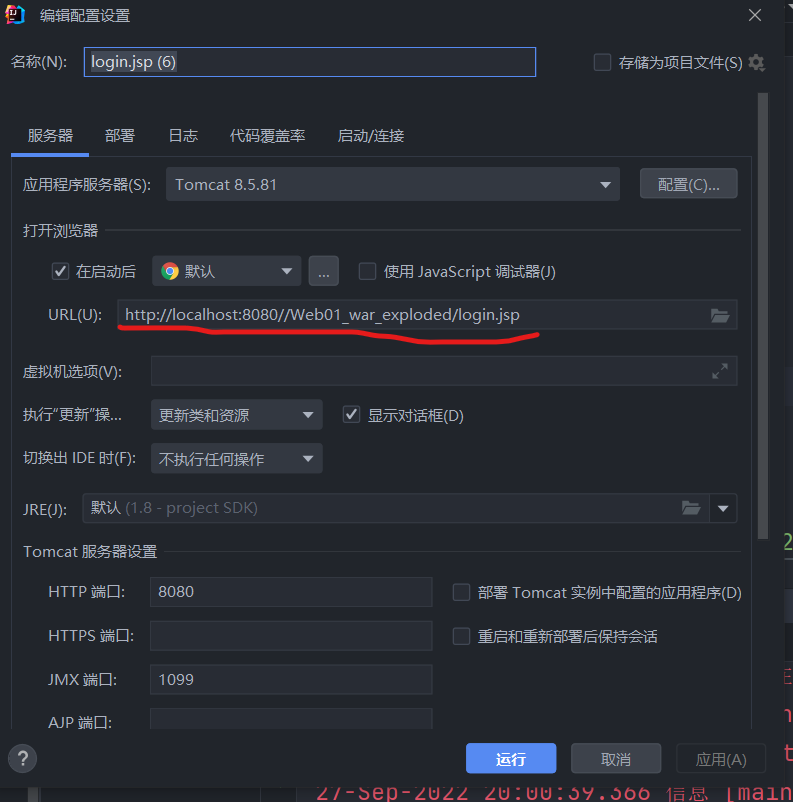 编辑配置设置
名称(N): login.jsp (6) 存储为项目文件(S)
服务器 部署 日志 代码覆盖率 启动/连接
应用程序服务器(S): Tomcat 8.5.81 配置(C)...
打开浏览器
在启动后 默认 ... 使用 JavaScript 调试器(J)
URL(U): http://localhost:8080//Web01_war_exploded/login.jsp
虚拟机选项(V):
执行"更新"操... 更新类和资源 显示对话框(D)
切换出 IDE 时(F): 不执行任何操作
JRE(J): 默认 (1.8 - project SDK)
Tomcat 服务器设置
HTTP 端口: 8080 部署 Tomcat 实例中配置的应用程序(D)
HTTPS 端口: 重启和重新部署后保持会话
JMX 端口: 1099
AJP 端口:
? 运行 取消 应用(A)
27-Sep-2022 20:00:39.366 信息 [main